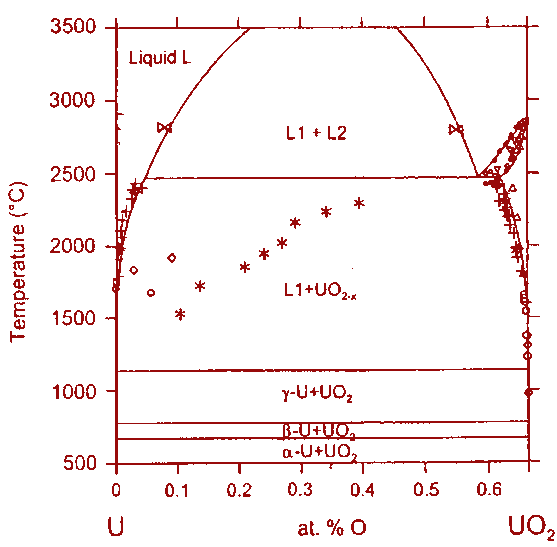 3500
Liquid L
3000
L1 + L2
2500
Temperature (°C)
2000
L1+UO₂₋ₓ
1500
γ-U+UO₂
1000
β-U+UO₂
α-U+UO₂
500
0 0.1 0.2 0.3 0.4 0.5 0.6
U at. % O UO₂